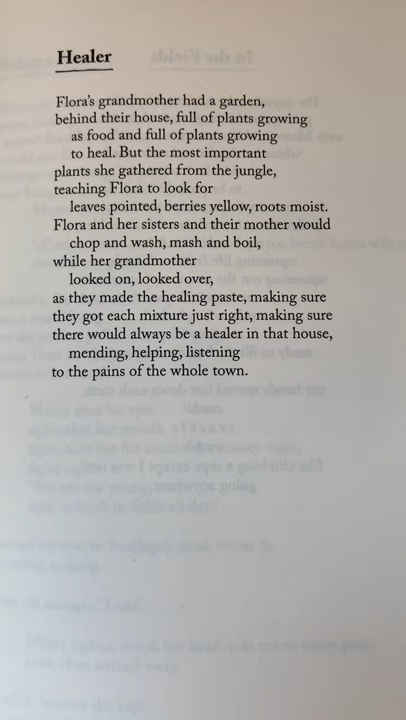 Healer
Flora's grandmother had a garden,
behind their house, full of plants growing
as food and full of plants growing
to heal. But the most important
plants she gathered from the jungle,
teaching Flora to look for
leaves pointed, berries yellow, roots moist.
Flora and her sisters and their mother would
chop and wash, mash and boil,
while her grandmother
looked on, looked over,
as they made the healing paste, making sure
they got each mixture just right, making sure
there would always be a healer in that house,
mending, helping, listening
to the pains of the whole town.